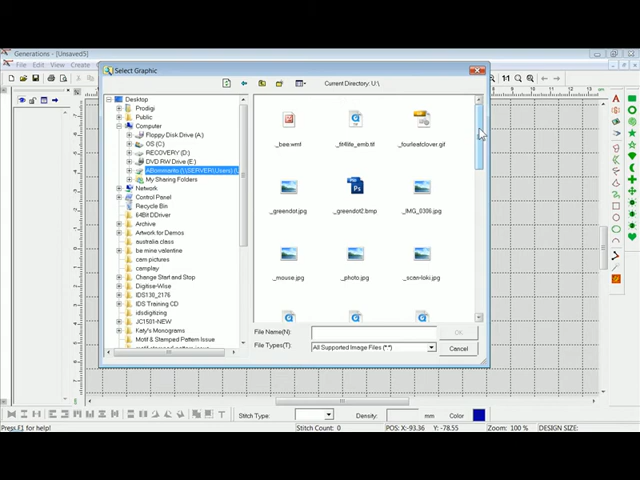 Generations - [Unsaved5]
File Edit View Create
Select Graphic
Current Directory: U:\
Desktop
Prodigi
Public
Computer
Floppy Disk Drive (A:)
OS (C:)
RECOVERY (D:)
DVD RW Drive (E:)
My Sharing Folders
Network
Control Panel
Recycle Bin
64Bit DDriver
Archive
Artwork for Demos
australia class
be mine valentine
cam pictures
camplay
Change Start and Stop
Digitise-Wise
IDS138_2176
IDS Training CD
idsdigitizing
JC1501-NEW
Katy's Monograms
Motif & Stamped Pattern Issue
_bee.wmf
_fit4life_emb.tif
_fourleafclover.gif
_greendot.jpg
_greendot2.bmp
_IMG_0306.jpg
_mouse.jpg
_photo.jpg
_scan-loki.jpg
File Name(N):
OK
File Types(T):
All Supported Image Files (*.*)
Cancel
Stitch Type:
Density:
mm
Color
Press F1 for help!
Stitch Count: 0
POS: X=-93.36
Y=-78.55
Zoom: 100 %
DESIGN SIZE: